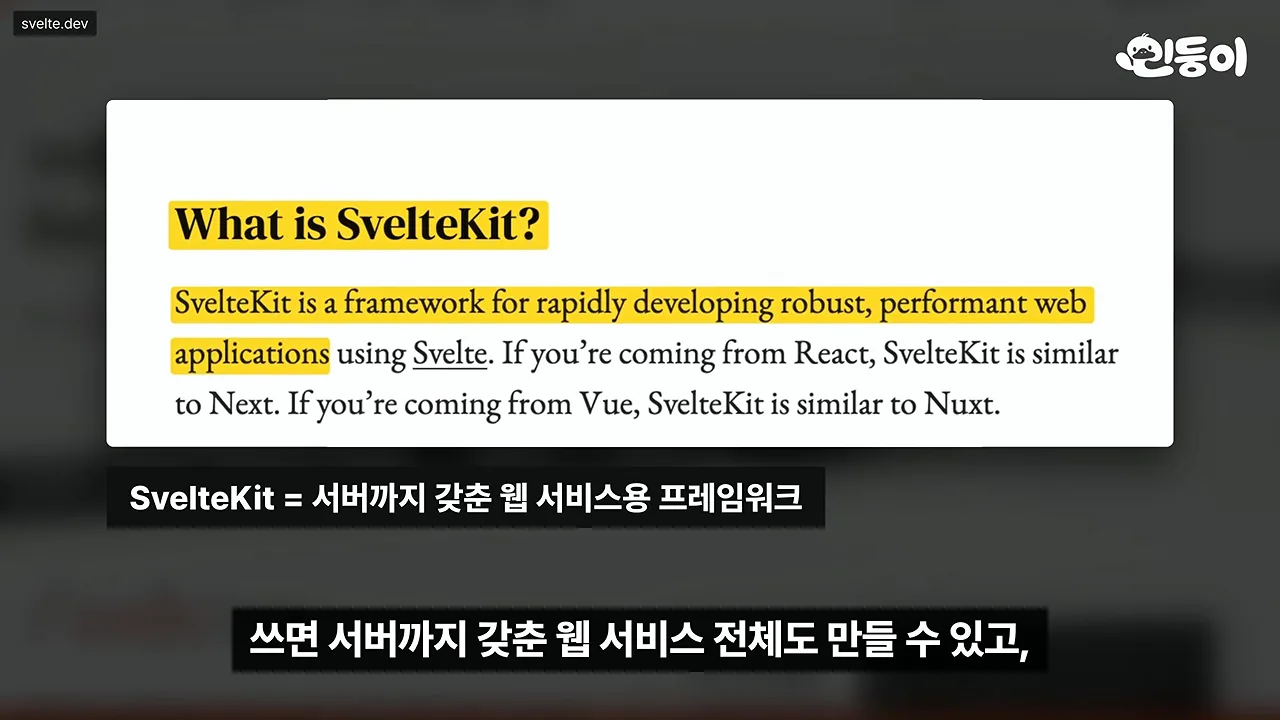 svelte.dev
인둥이
What is SvelteKit?
SvelteKit is a framework for rapidly developing robust, performant web
applications using Svelte. If you’re coming from React, SvelteKit is similar
to Next. If you’re coming from Vue, SvelteKit is similar to Nuxt.
SvelteKit = 서버까지 갖춘 웹 서비스용 프레임워크
쓰면 서버까지 갖춘 웹 서비스 전체도 만들 수 있고,